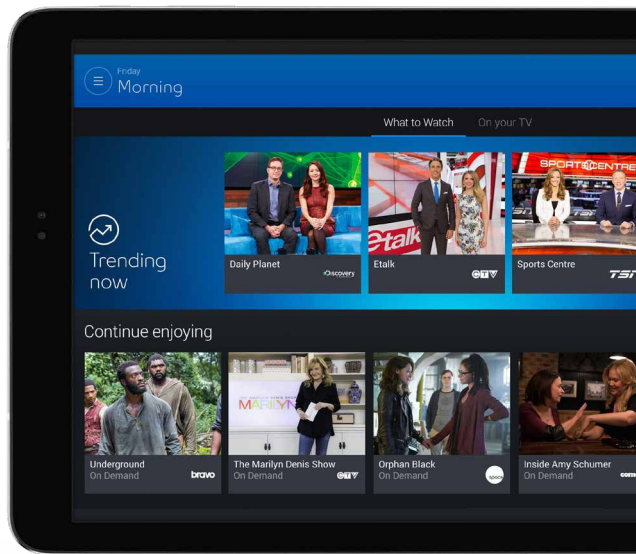 Friday
Morning
What to Watch
On your TV
SPORTSCENTRE
etalk
Trending
now
Daily Planet
Discovery
Etalk
CTV
Sports Centre
TSN
Continue enjoying
MARILYN
Underground
On Demand
bravo
The Marilyn Denis Show
On Demand
CTV
Orphan Black
On Demand
space
Inside Amy Schumer
On Demand